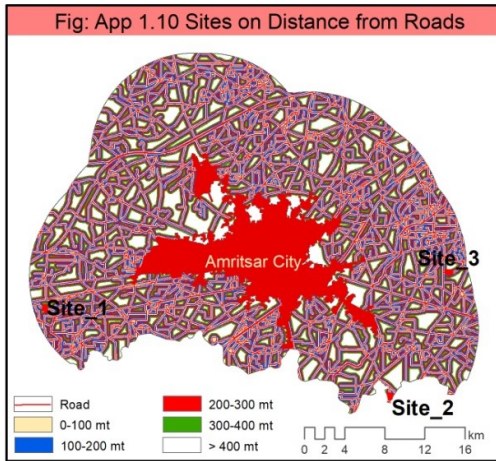 Fig: App 1.10 Sites on Distance from Roads
Amritsar City
Site_3
Site_1
Site_2
Road
0-100 mt
100-200 mt
200-300 mt
300-400 mt
> 400 mt
km
0 2 4 8 12 16